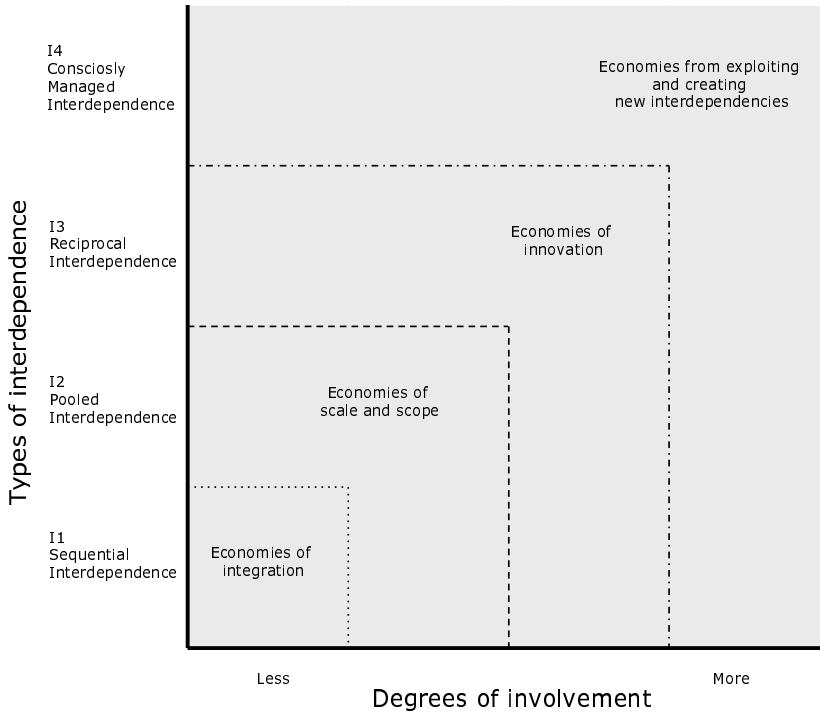 I4
Consciosly
Managed
Interdependence
Economies from exploiting
and creating
new interdependencies
I3
Reciprocal
Interdependence
Economies of
innovation
Types of interdependence
I2
Pooled
Interdependence
Economies of
scale and scope
I1
Sequential
Interdependence
Economies of
integration
Less
More
Degrees of involvement